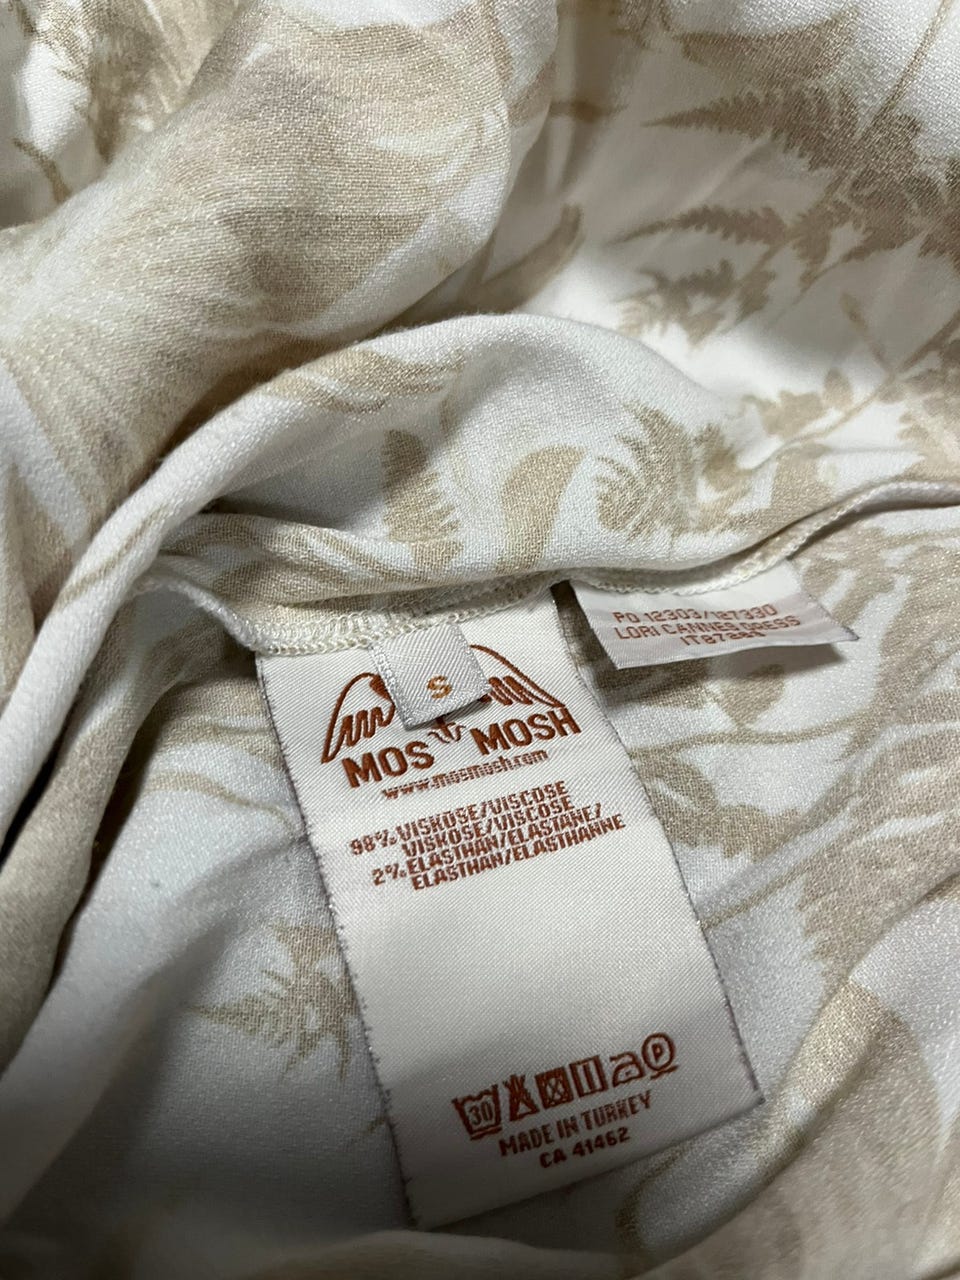 S
MOS MOSH
www.mosmosh.com
98% VISKOSE/VISCOSE
VISKOSE/VISCOSE
2% ELASTHAN/ELASTANE/
ELASTHAN/ELASTHANNE
30 P
MADE IN TURKEY
CA 41462
PO 12303/127330
LORI CANNES DRESS